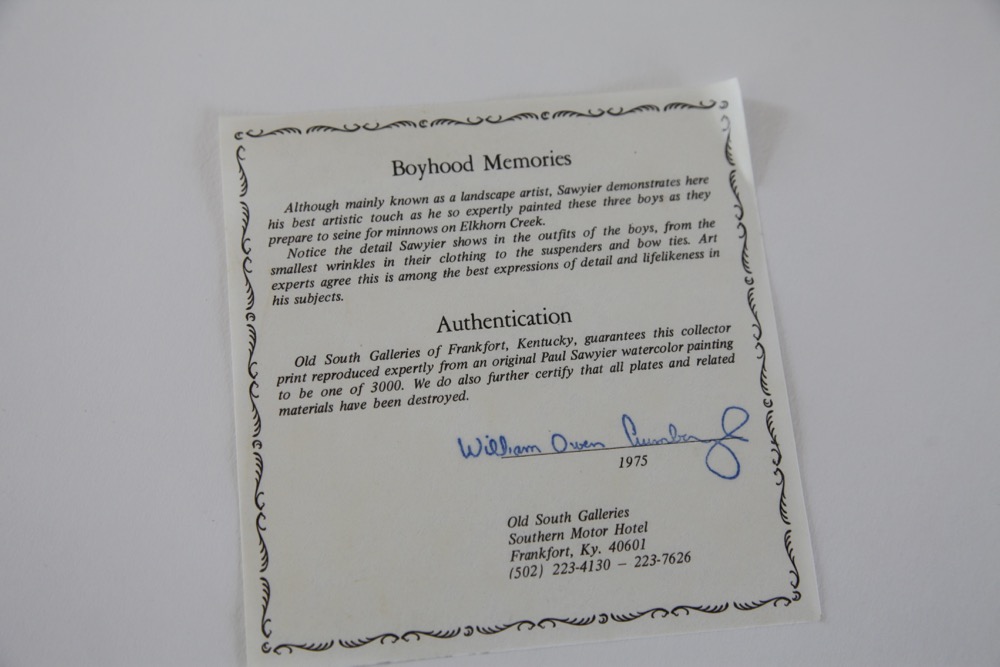 Boyhood Memories
Although mainly known as a landscape artist, Sawyier demonstrates here
his best artistic touch as he so expertly painted these three boys as they
prepare to seine for minnows on Elkhorn Creek.
Notice the detail Sawyier shows in the outfits of the boys, from the
smallest wrinkles in their clothing to the suspenders and bow ties. Art
experts agree this is among the best expressions of detail and lifelikeness in
his subjects.
Authentication
Old South Galleries of Frankfort, Kentucky, guarantees this collector
print reproduced expertly from an original Paul Sawyier watercolor painting
to be one of 3000. We do also further certify that all plates and related
materials have been destroyed.
William Owen
1975
Old South Galleries
Southern Motor Hotel
Frankfort, Ky. 40601
(502) 223-4130 – 223-7626